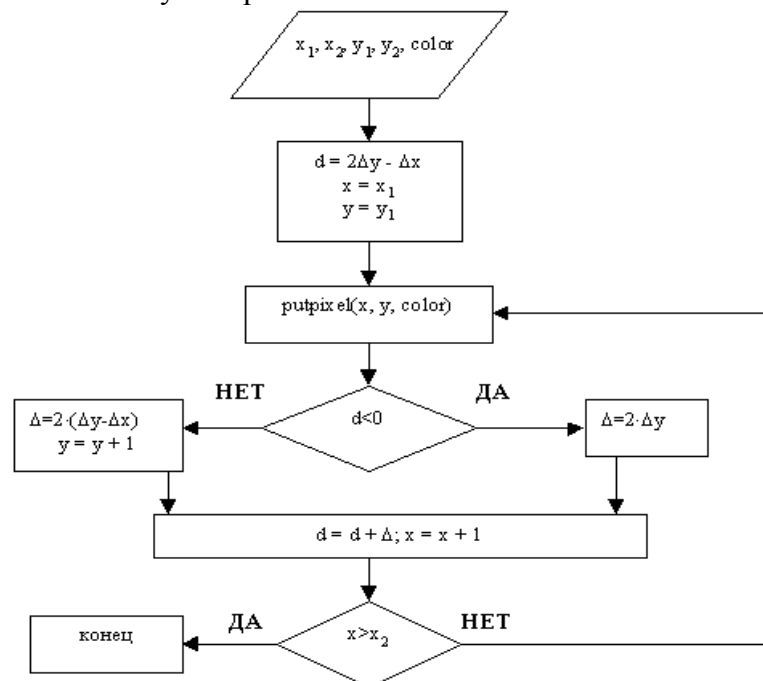 x₁, x₂, y₁, y₂, color
d = 2Δy - Δx
x = x₁
y = y₁
putpixel(x, y, color)
НЕТ
ДА
Δ=2·(Δy-Δx)
y = y + 1
d<0
Δ=2·Δy
d = d + Δ; x = x + 1
конец
ДА
x>x₂
НЕТ